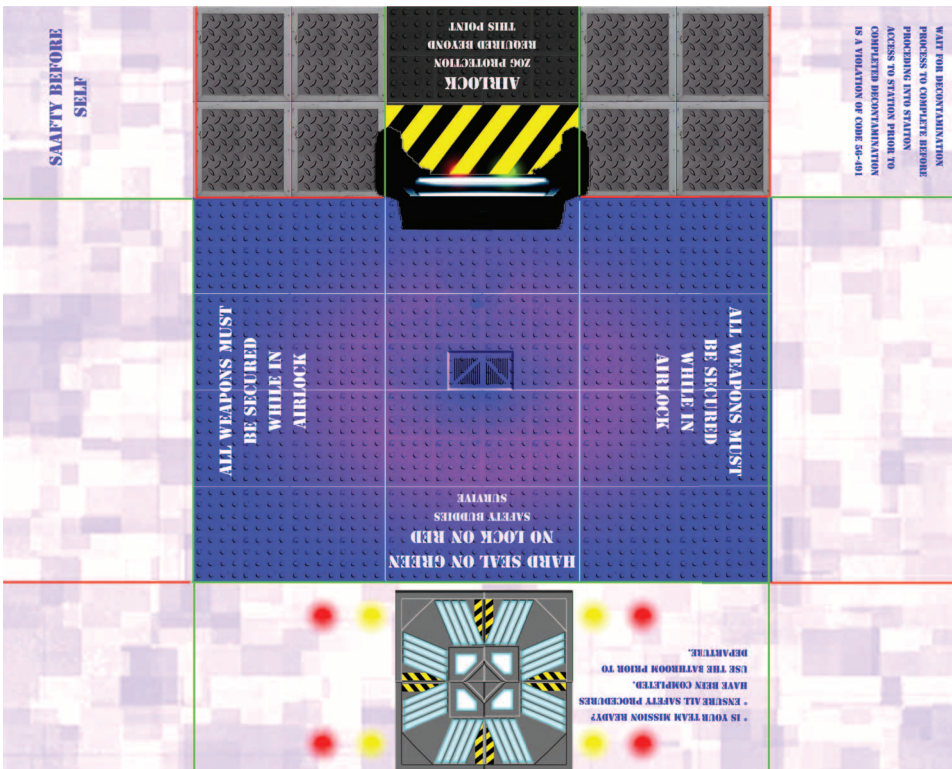 SAAFTY BEFORE
SELF
AIRLOCK
ZOG PROTECTION
REQUIRED BEYOND
THIS POINT
WAIT FOR DECONTAMINATION
PROCESS TO COMPLETE BEFORE
PROCEDING INTO STAITON
ACCESS TO STATION PRIOR TO
COMPLETED DECONTAMINATION
IS A VIOLATION OF CODE 56-491
ALL WEAPONS MUST
BE SECURED
WHILE IN
AIRLOCK
ALL WEAPONS MUST
BE SECURED
WHILE IN
AIRLOCK
HARD SEAL ON GREEN
NO LOCK ON RED
SAFETY BUDDIES
SURVIVE
* IS YOUR TEAM MISSION READY?
* ENSURE ALL SAFETY PROCEDURES
HAVE BEEN COMPLETED.
USE THE BATHROOM PRIOR TO
DEPARTURE.